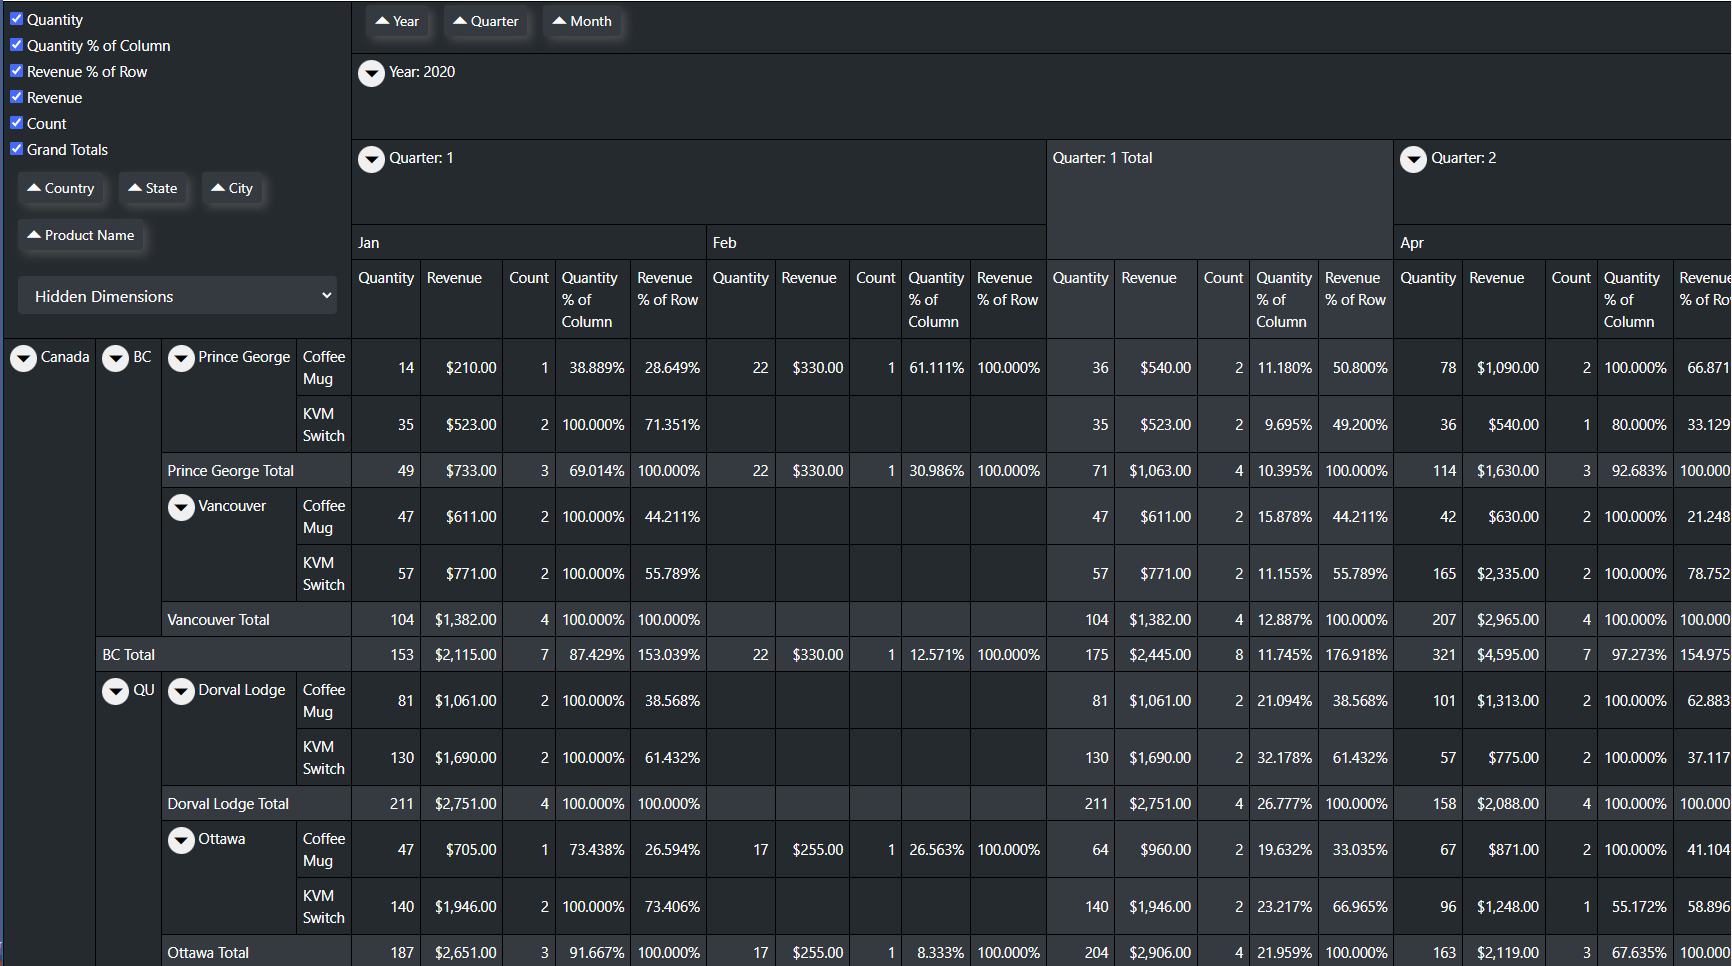 Quantity
Quantity % of Column
Revenue % of Row
Revenue
Count
Grand Totals
Country State City
Product Name
Hidden Dimensions
Year Quarter Month
Year: 2020
Quarter: 1 Quarter: 1 Total Quarter: 2
Jan Feb Apr
Quantity Revenue Count Quantity Revenue Quantity Revenue Count Quantity Revenue Quantity Revenue Count Quantity Revenue Quantity Revenue Count Quantity Revenue
% of % of Row % of % of Row % of % of Row % of % of Ro
Column Column Column Column
Canada BC Prince George Coffee
Mug 14 $210.00 1 38.889% 28.649% 22 $330.00 1 61.111% 100.000% 36 $540.00 2 11.180% 50.800% 78 $1,090.00 2 100.000% 66.871
KVM
Switch 35 $523.00 2 100.000% 71.351% 35 $523.00 2 9.695% 49.200% 36 $540.00 1 80.000% 33.129
Prince George Total 49 $733.00 3 69.014% 100.000% 22 $330.00 1 30.986% 100.000% 71 $1,063.00 4 10.395% 100.000% 114 $1,630.00 3 92.683% 100.000
Vancouver Coffee
Mug 47 $611.00 2 100.000% 44.211% 47 $611.00 2 15.878% 44.211% 42 $630.00 2 100.000% 21.248
KVM
Switch 57 $771.00 2 100.000% 55.789% 57 $771.00 2 11.155% 55.789% 165 $2,335.00 2 100.000% 78.752
Vancouver Total 104 $1,382.00 4 100.000% 100.000% 104 $1,382.00 4 12.887% 100.000% 207 $2,965.00 4 100.000% 100.000
BC Total 153 $2,115.00 7 87.429% 153.039% 22 $330.00 1 12.571% 100.000% 175 $2,445.00 8 11.745% 176.918% 321 $4,595.00 7 97.273% 154.975
QU Dorval Lodge Coffee
Mug 81 $1,061.00 2 100.000% 38.568% 81 $1,061.00 2 21.094% 38.568% 101 $1,313.00 2 100.000% 62.883
KVM
Switch 130 $1,690.00 2 100.000% 61.432% 130 $1,690.00 2 32.178% 61.432% 57 $775.00 2 100.000% 37.117
Dorval Lodge Total 211 $2,751.00 4 100.000% 100.000% 211 $2,751.00 4 26.777% 100.000% 158 $2,088.00 4 100.000% 100.000
Ottawa Coffee
Mug 47 $705.00 1 73.438% 26.594% 17 $255.00 1 26.563% 100.000% 64 $960.00 2 19.632% 33.035% 67 $871.00 2 100.000% 41.104
KVM
Switch 140 $1,946.00 2 100.000% 73.406% 140 $1,946.00 2 23.217% 66.965% 96 $1,248.00 1 55.172% 58.896
Ottawa Total 187 $2,651.00 3 91.667% 100.000% 17 $255.00 1 8.333% 100.000% 204 $2,906.00 4 21.959% 100.000% 163 $2,119.00 3 67.635% 100.000